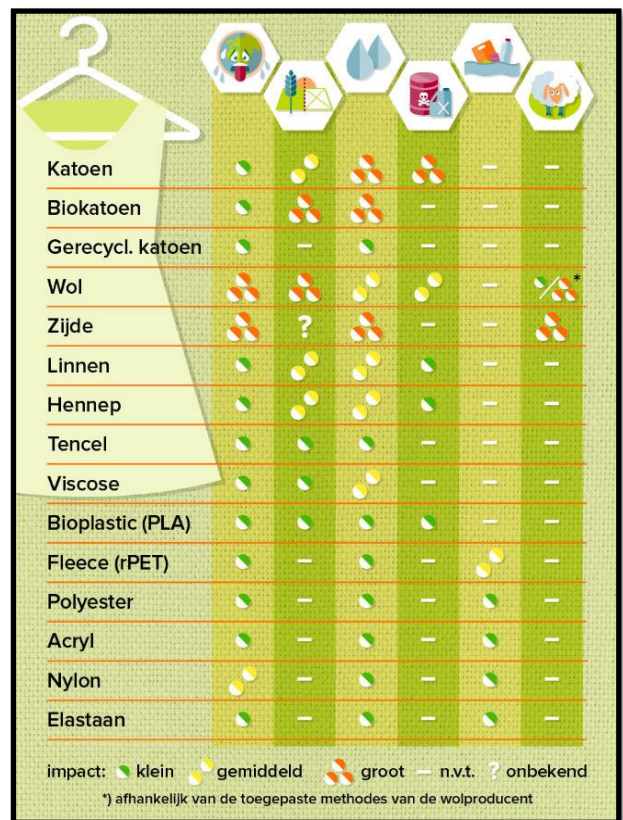 Katoen
Biokatoen
Gerecycl. katoen
Wol *
Zijde ?
Linnen
Hennep
Tencel
Viscose
Bioplastic (PLA)
Fleece (rPET)
Polyester
Acryl
Nylon
Elastaan
impact: klein gemiddeld groot – n.v.t. ? onbekend
*) afhankelijk van de toegepaste methodes van de wolproducent